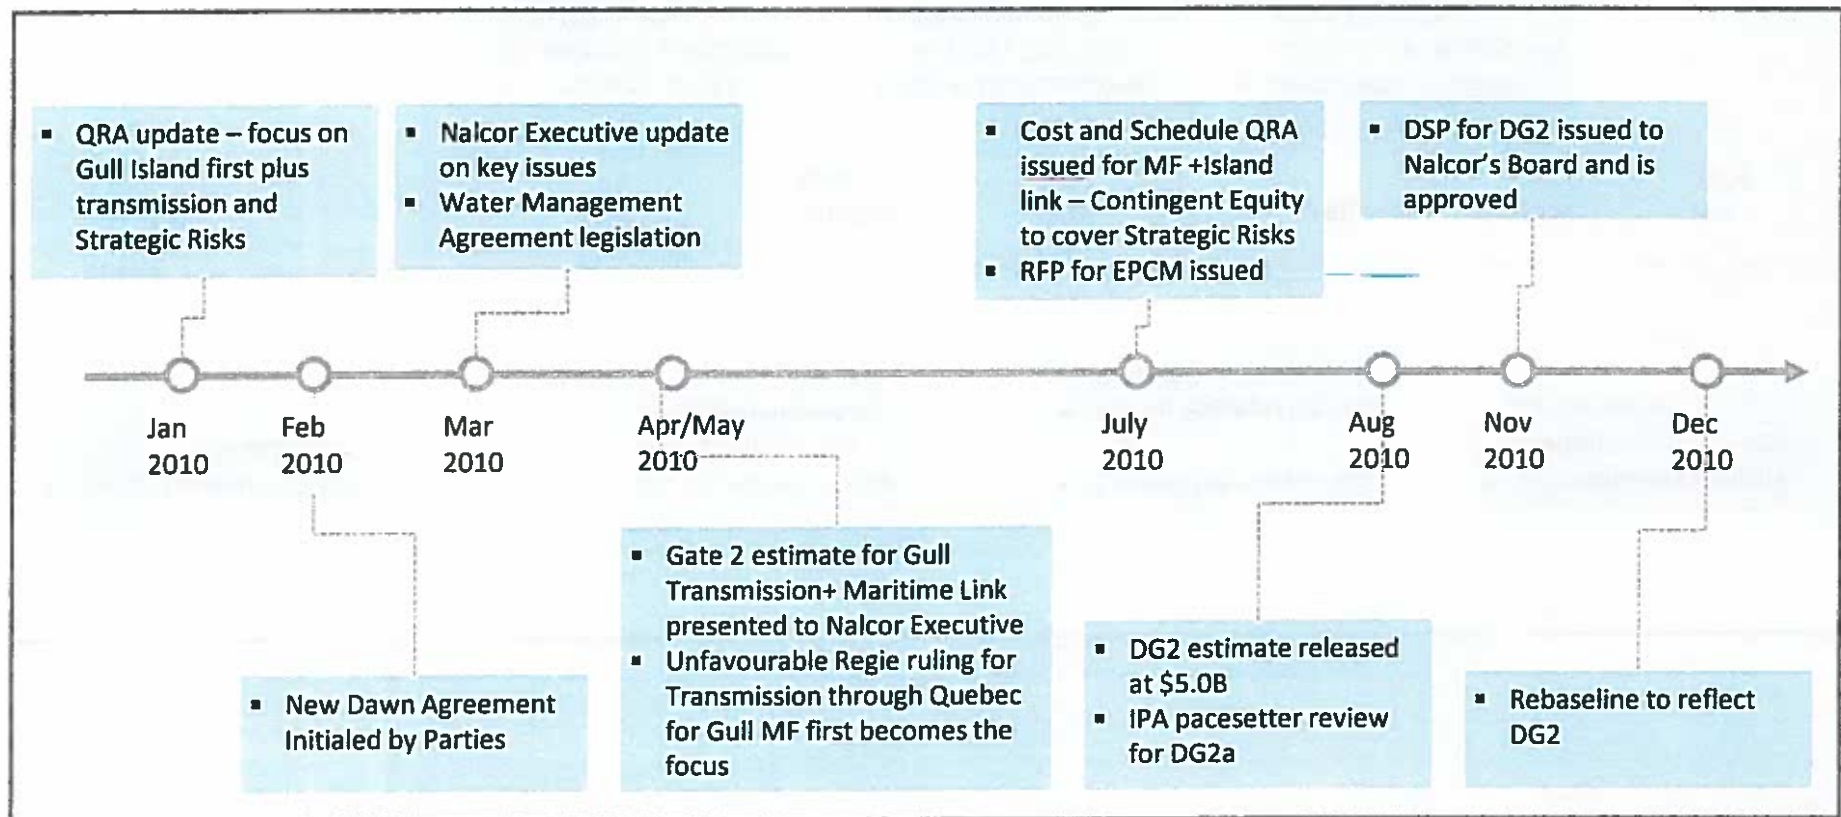 ▪ QRA update – focus on
Gull Island first plus
transmission and
Strategic Risks
▪ Nalcor Executive update
on key issues
▪ Water Management
Agreement legislation
▪ Cost and Schedule QRA
issued for MF +Island
link – Contingent Equity
to cover Strategic Risks
▪ RFP for EPCM issued
▪ DSP for DG2 issued to
Nalcor's Board and is
approved
Jan
2010
Feb
2010
Mar
2010
Apr/May
2010
July
2010
Aug
2010
Nov
2010
Dec
2010
▪ New Dawn Agreement
Initialed by Parties
▪ Gate 2 estimate for Gull
Transmission+ Maritime Link
presented to Nalcor Executive
▪ Unfavourable Regie ruling for
Transmission through Quebec
for Gull MF first becomes the
focus
▪ DG2 estimate released
at $5.0B
▪ IPA pacesetter review
for DG2a
▪ Rebaseline to reflect
DG2